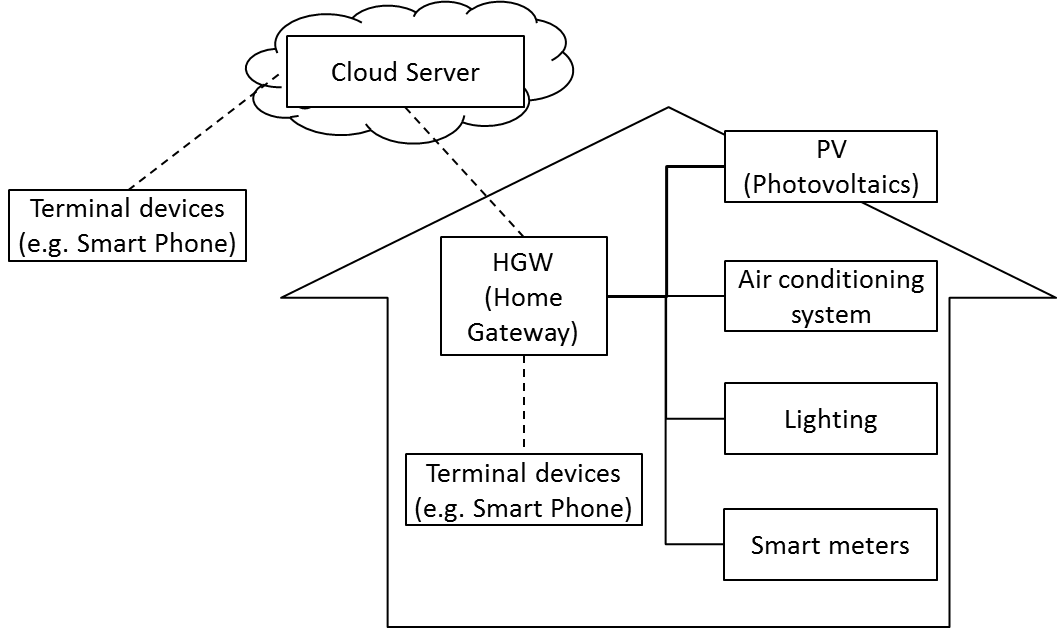 Cloud Server
PV
(Photovoltaics)
Terminal devices
(e.g. Smart Phone)
HGW
(Home
Gateway)
Air conditioning
system
Lighting
Terminal devices
(e.g. Smart Phone)
Smart meters